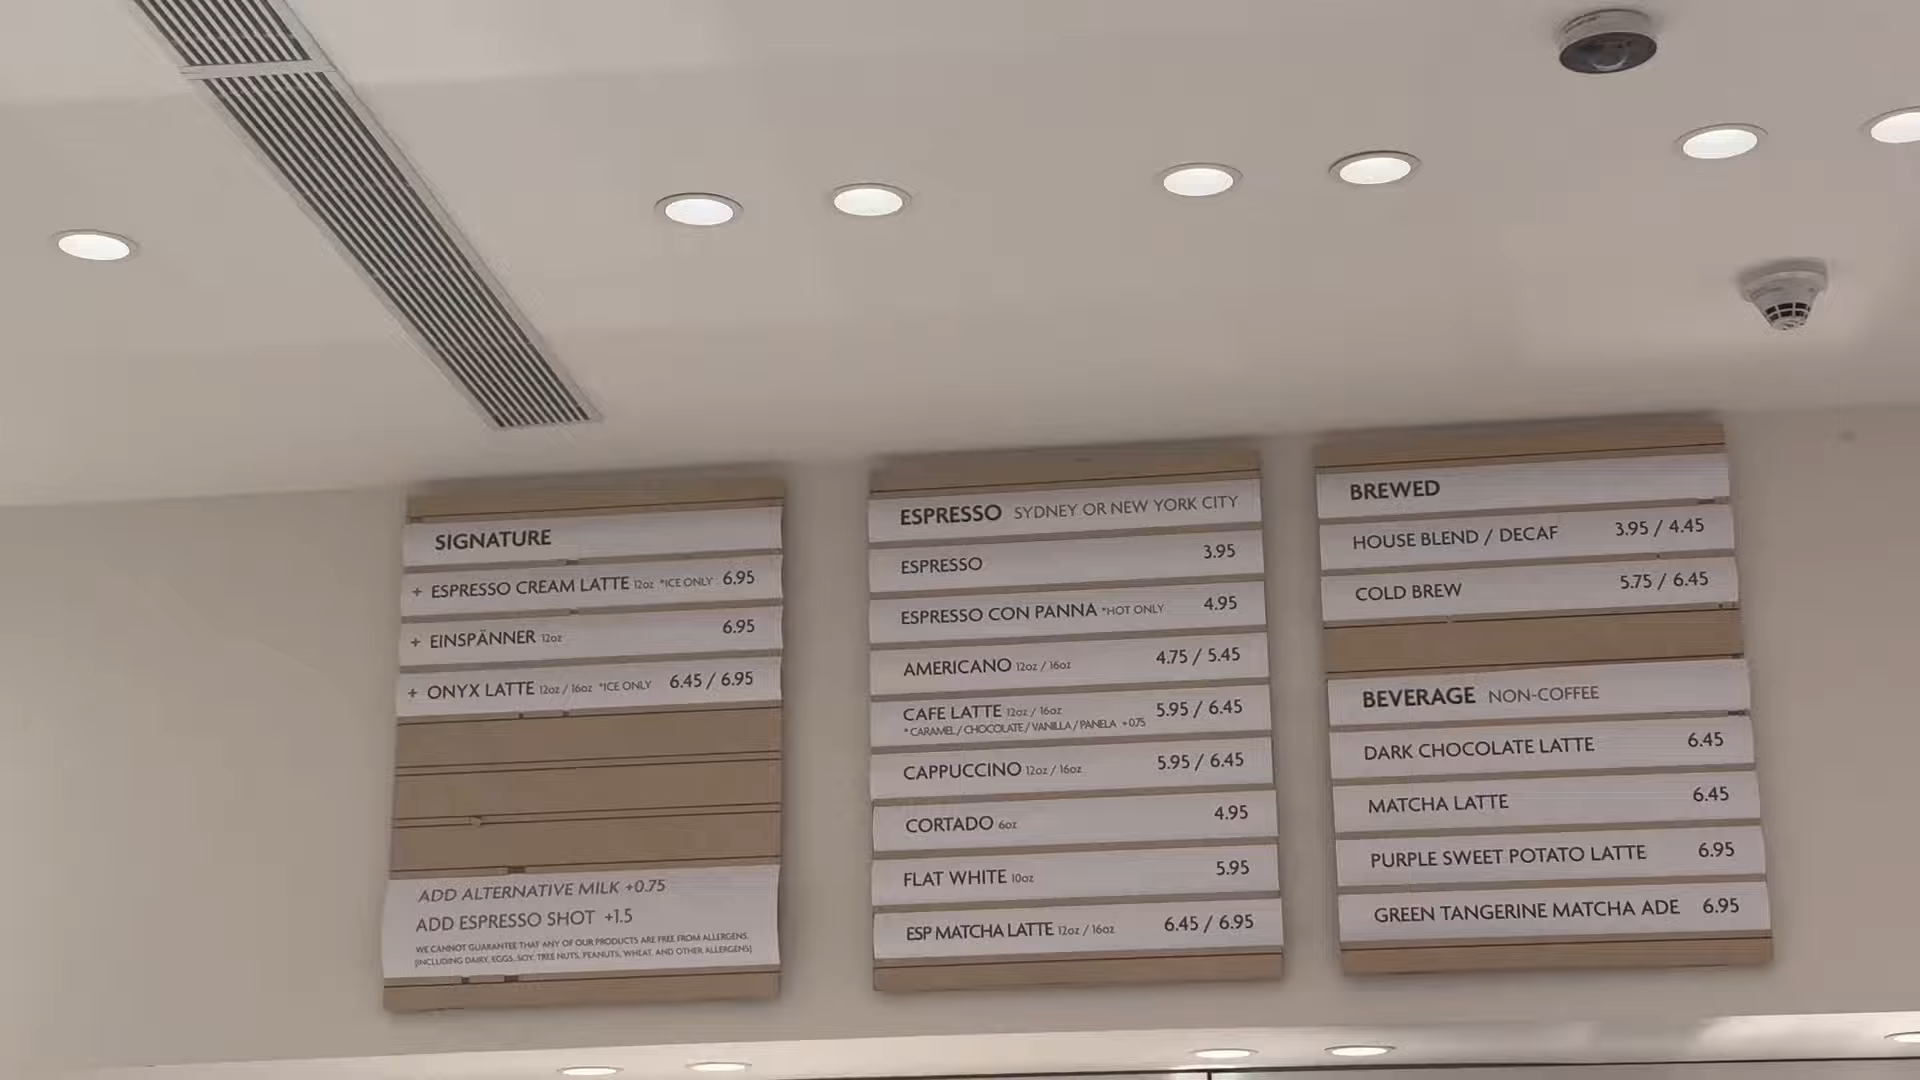 SIGNATURE
+ ESPRESSO CREAM LATTE 12oz *ICE ONLY 6.95
+ EINSPÄNNER 12oz 6.95
+ ONYX LATTE 12oz / 16oz *ICE ONLY 6.45 / 6.95
ADD ALTERNATIVE MILK +0.75
ADD ESPRESSO SHOT +1.5
WE CANNOT GUARANTEE THAT ANY OF OUR PRODUCTS ARE FREE FROM ALLERGENS.
[INCLUDING DAIRY, EGGS, SOY, TREE NUTS, PEANUTS, WHEAT, AND OTHER ALLERGENS]
ESPRESSO SYDNEY OR NEW YORK CITY
ESPRESSO 3.95
ESPRESSO CON PANNA *HOT ONLY 4.95
AMERICANO 12oz / 16oz 4.75 / 5.45
CAFE LATTE 12oz / 16oz 5.95 / 6.45
* CARAMEL / CHOCOLATE / VANILLA / PANELA +0.75
CAPPUCCINO 12oz / 16oz 5.95 / 6.45
CORTADO 6oz 4.95
FLAT WHITE 10oz 5.95
ESP MATCHA LATTE 12oz / 16oz 6.45 / 6.95
BREWED
HOUSE BLEND / DECAF 3.95 / 4.45
COLD BREW 5.75 / 6.45
BEVERAGE NON-COFFEE
DARK CHOCOLATE LATTE 6.45
MATCHA LATTE 6.45
PURPLE SWEET POTATO LATTE 6.95
GREEN TANGERINE MATCHA ADE 6.95